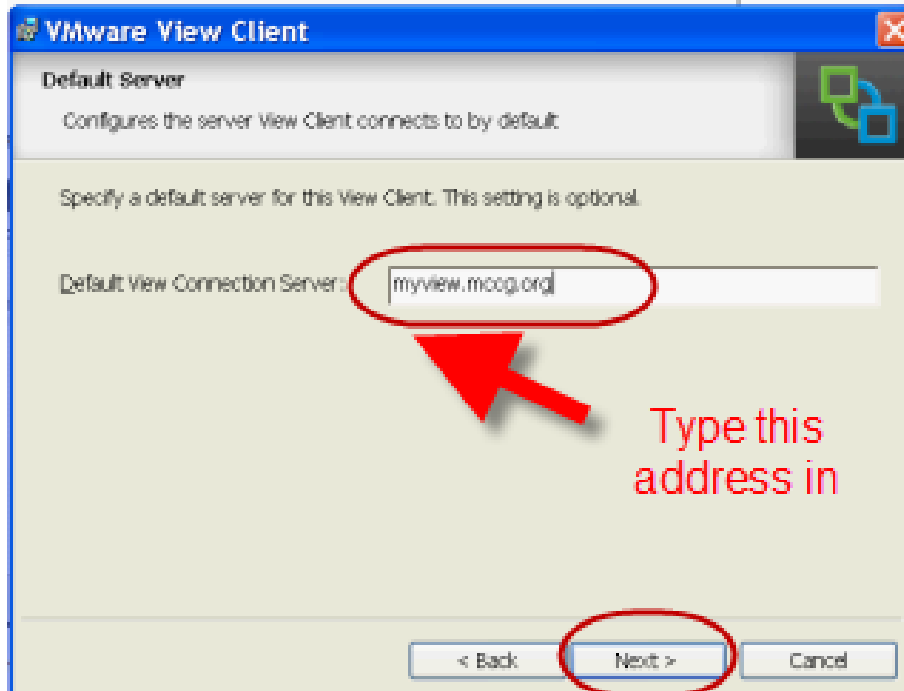 VMware View Client
Default Server
Configures the server View Client connects to by default
Specify a default server for this View Client. This setting is optional.
Default View Connection Server:
myview.mccg.org
Type this
address in
< Back
Next >
Cancel